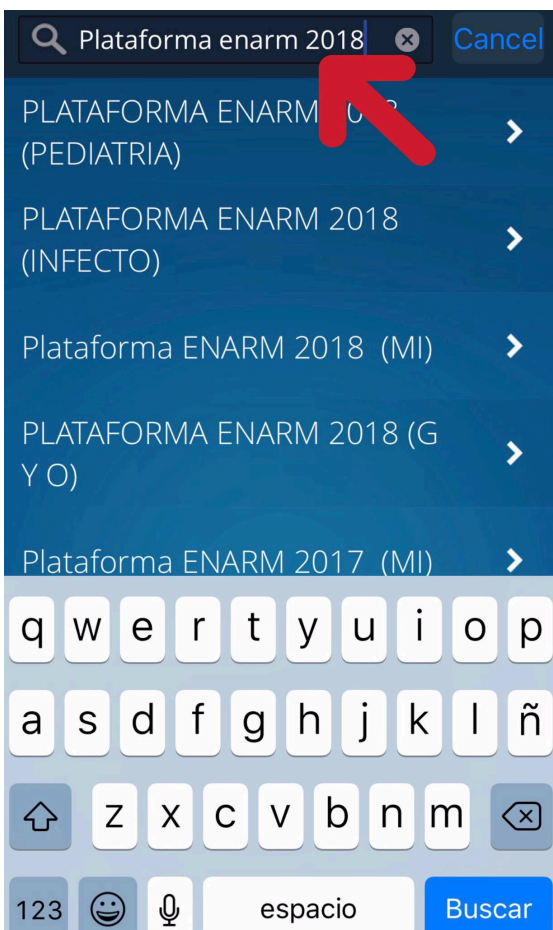 Plataforma enarm 2018 Cancel
PLATAFORMA ENARM 2018
(PEDIATRIA)
PLATAFORMA ENARM 2018
(INFECTO)
Plataforma ENARM 2018 (MI)
PLATAFORMA ENARM 2018 (G
Y O)
Plataforma ENARM 2017 (MI)
q w e r t y u i o p
a s d f g h j k l ñ
z x c v b n m
123 espacio Buscar